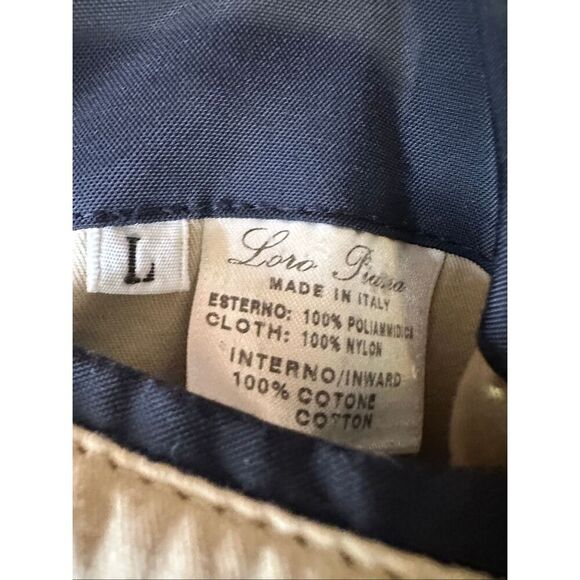 L
Loro Piana
MADE IN ITALY
ESTERNO: 100% POLIAMMIDICA
CLOTH: 100% NYLON
INTERNO/INWARD
100% COTONE
COTTON